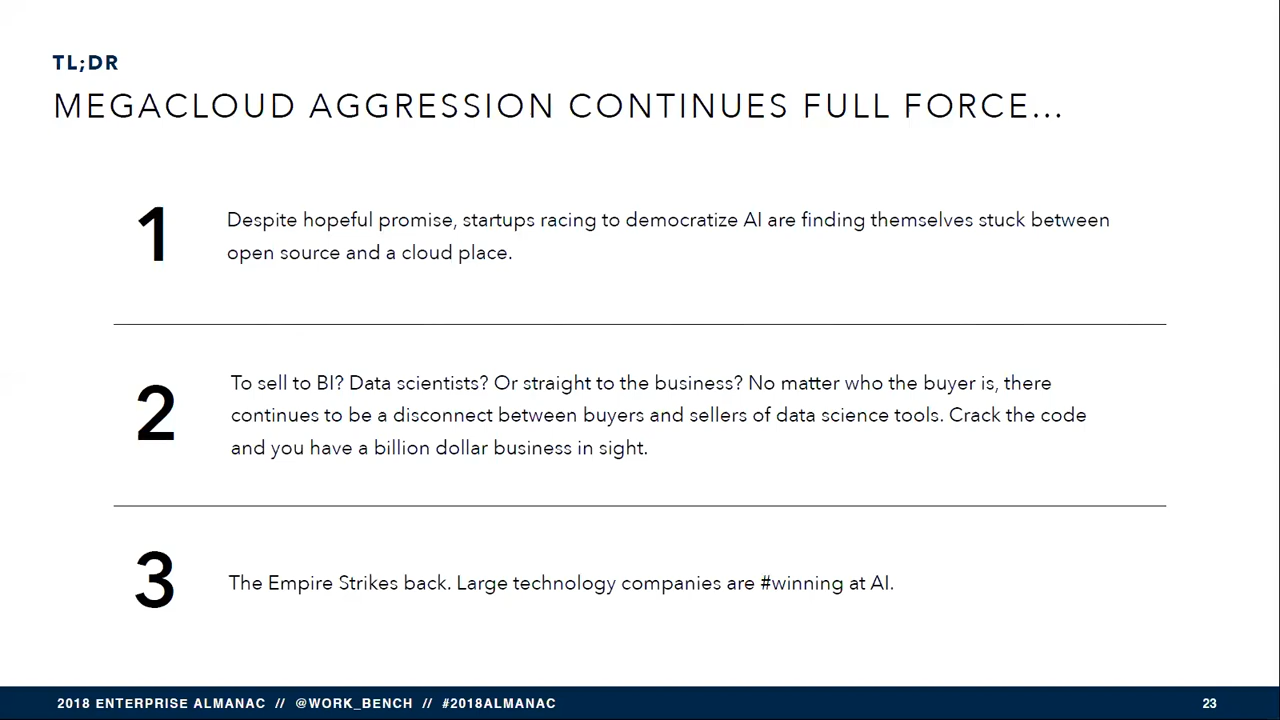 TL;DR
MEGACLOUD AGGRESSION CONTINUES FULL FORCE...
1
Despite hopeful promise, startups racing to democratize AI are finding themselves stuck between
open source and a cloud place.
2
To sell to BI? Data scientists? Or straight to the business? No matter who the buyer is, there
continues to be a disconnect between buyers and sellers of data science tools. Crack the code
and you have a billion dollar business in sight.
3
The Empire Strikes back. Large technology companies are #winning at AI.
2018 ENTERPRISE ALMANAC // @WORK_BENCH // #2018ALMANAC 23